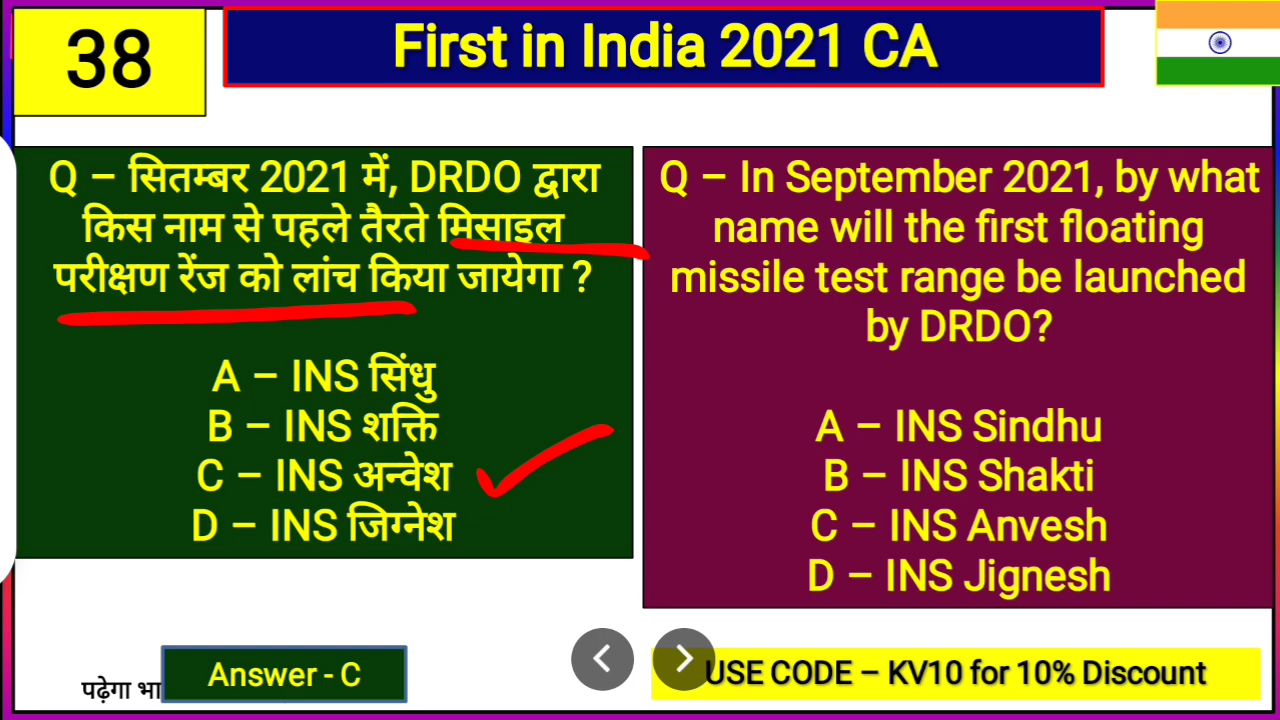 38
First in India 2021 CA
Q – सितम्बर 2021 में, DRDO द्वारा
किस नाम से पहले तैरते मिसाइल
परीक्षण रेंज को लांच किया जायेगा ?
A – INS सिंधु
B – INS शक्ति
C – INS अन्वेश
D – INS जिग्नेश
Q – In September 2021, by what
name will the first floating
missile test range be launched
by DRDO?
A – INS Sindhu
B – INS Shakti
C – INS Anvesh
D – INS Jignesh
पढ़ेगा
Answer - C
USE CODE – KV10 for 10% Discount